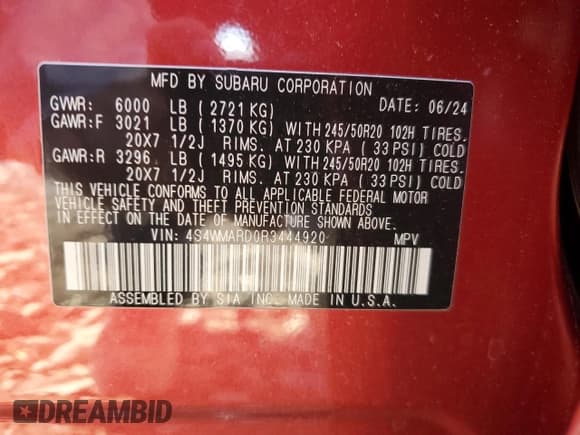 MFD BY SUBARU CORPORATION
GVWR: 6000 LB ( 2721 KG) DATE: 06/24
GAWR:F 3021 LB ( 1370 KG) WITH 245/50R20 102H TIRES.
20X7 1/2J RIMS. AT 230 KPA ( 33 PSI) COLD
GAWR:R 3296 LB ( 1495 KG) WITH 245/50R20 102H TIRES.
20X7 1/2J RIMS. AT 230 KPA ( 33 PSI) COLD
THIS VEHICLE CONFORMS TO ALL APPLICABLE FEDERAL MOTOR
VEHICLE SAFETY AND THEFT PREVENTION STANDARDS
IN EFFECT ON THE DATE OF MANUFACTURE SHOWN ABOVE.
VIN: 4S4WMARD0R3444920 MPV
ASSEMBLED BY SIA INC. MADE IN U.S.A.
DREAMBID